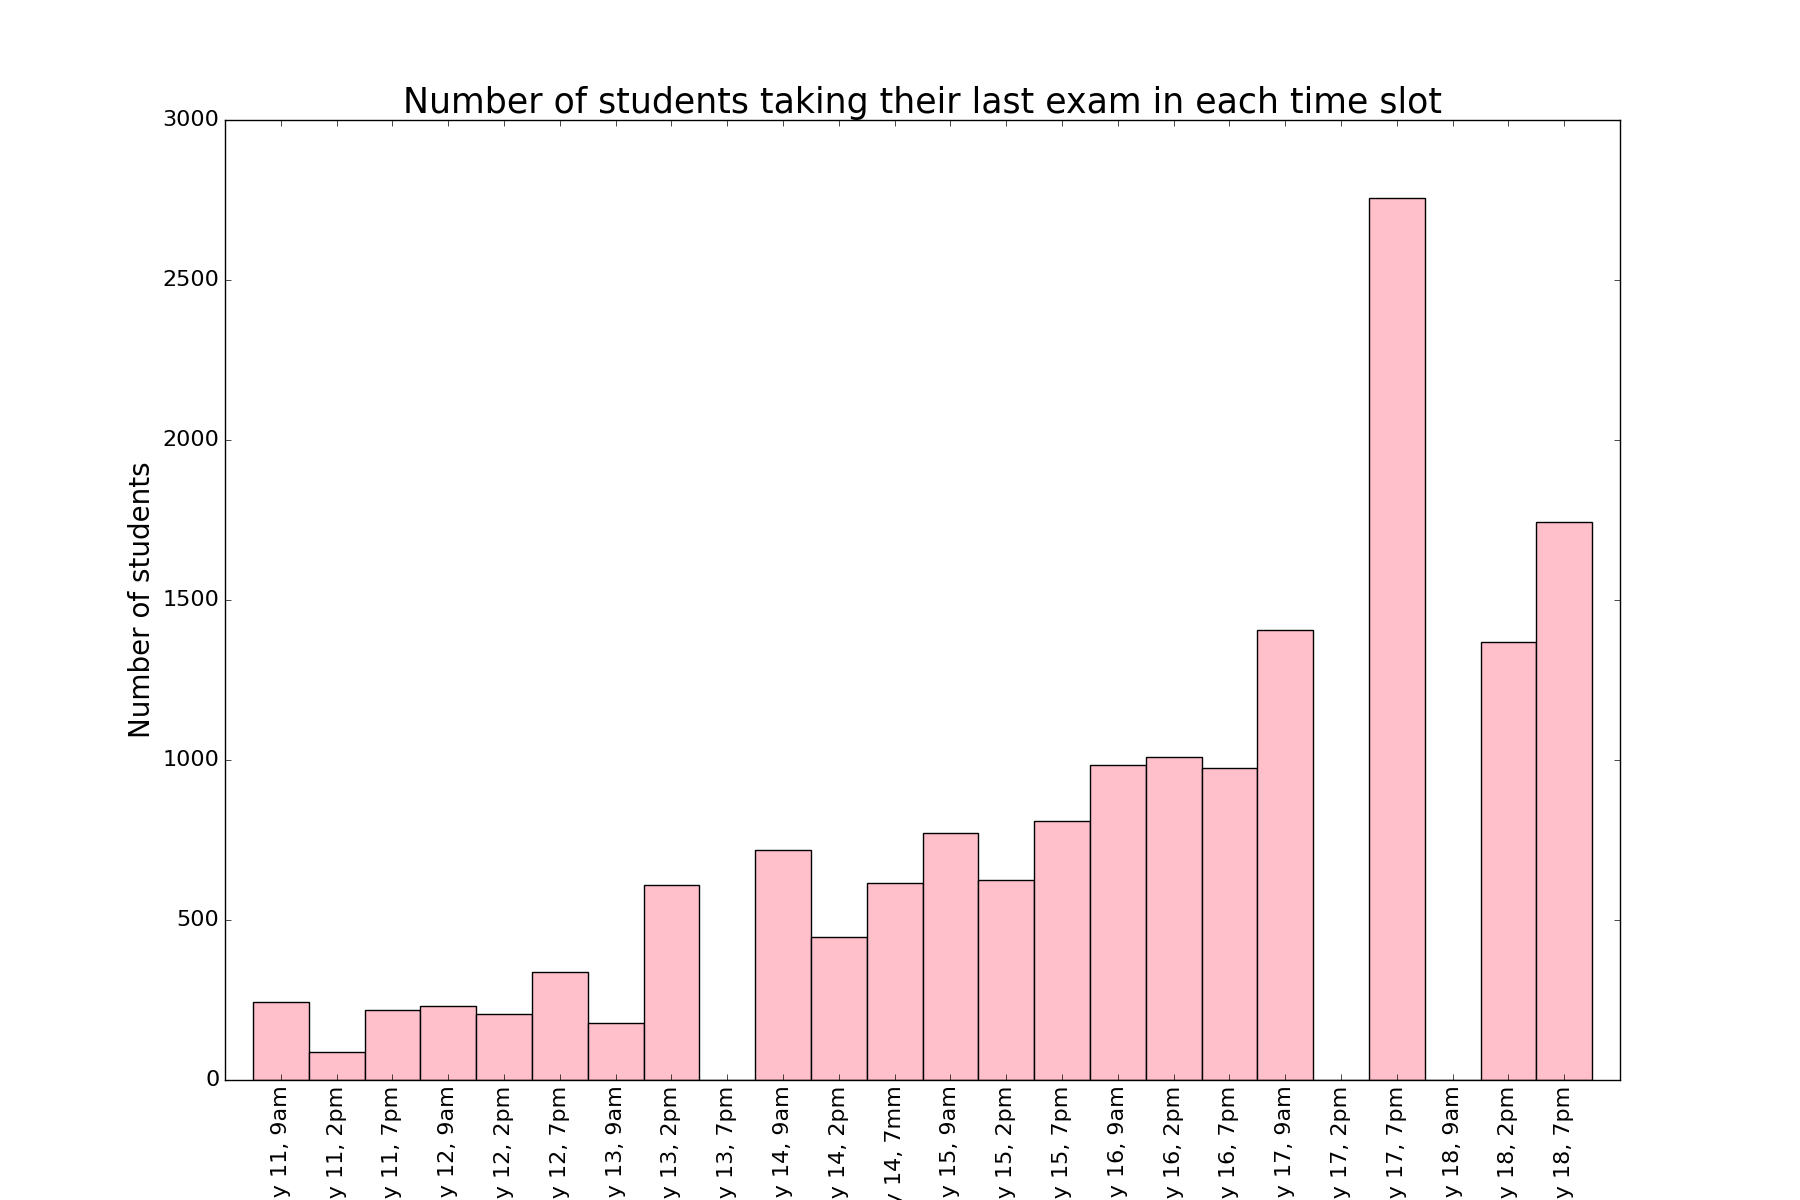 Number of students taking their last exam in each time slot
Number of students
3000
2500
2000
1500
1000
500
0
y 11, 9am
y 11, 2pm
y 11, 7pm
y 12, 9am
y 12, 2pm
y 12, 7pm
y 13, 9am
y 13, 2pm
y 13, 7pm
y 14, 9am
y 14, 2pm
y 14, 7mm
y 15, 9am
y 15, 2pm
y 15, 7pm
y 16, 9am
y 16, 2pm
y 16, 7pm
y 17, 9am
y 17, 2pm
y 17, 7pm
y 18, 9am
y 18, 2pm
y 18, 7pm